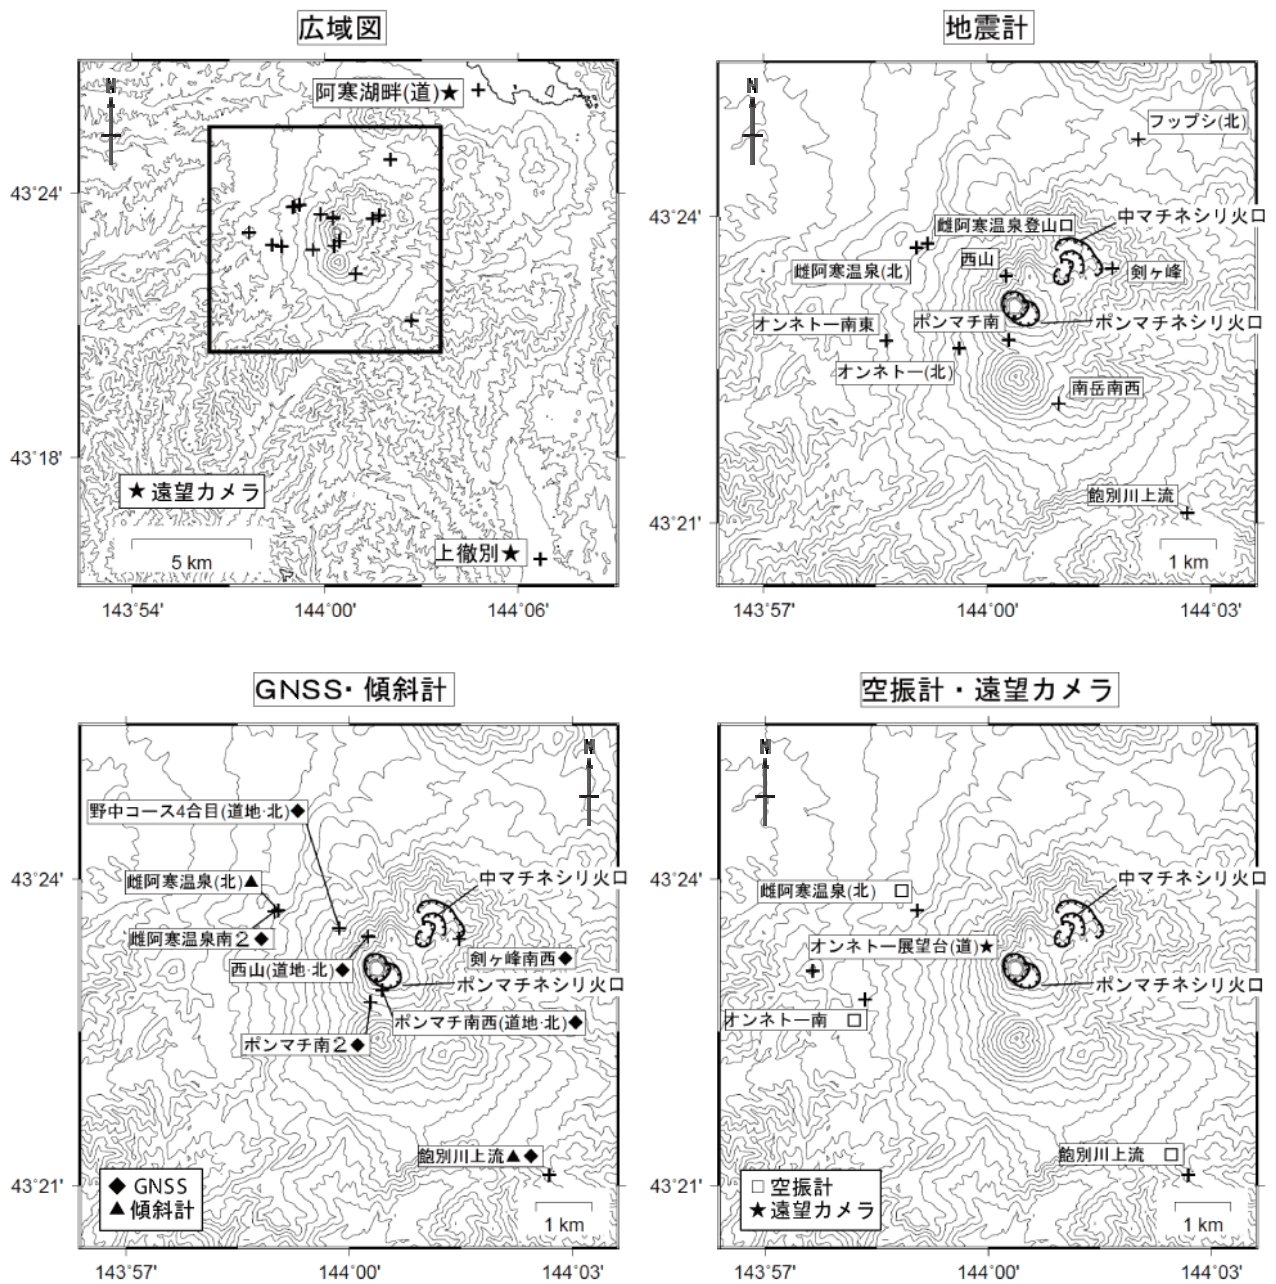 広域図
N
阿寒湖畔(道)★
43°24'
43°18'
★遠望カメラ
5 km
上徹別★
143°54'
144°00'
144°06'
地震計
N
フップシ(北)
43°24'
中マチネシリ火口
雌阿寒温泉登山口
雌阿寒温泉(北)
西山
剣ヶ峰
オンネトー南東
ポンマチ南
ポンマチネシリ火口
オンネトー(北)
南岳南西
飽別川上流
43°21'
1 km
143°57'
144°00'
144°03'
GNSS・傾斜計
N
野中コース4合目(道地・北)◆
43°24'
雌阿寒温泉(北)▲
中マチネシリ火口
雌阿寒温泉南2◆
西山(道地・北)◆
剣ヶ峰南西◆
ポンマチネシリ火口
ポンマチ南西(道地・北)◆
ポンマチ南2◆
飽別川上流▲◆
43°21'
◆ GNSS
▲傾斜計
1 km
143°57'
144°00'
144°03'
空振計・遠望カメラ
N
43°24'
中マチネシリ火口
雌阿寒温泉(北) □
オンネトー展望台(道)★
ポンマチネシリ火口
オンネトー南 □
飽別川上流 □
43°21'
□ 空振計
★遠望カメラ
1 km
143°57'
144°00'
144°03'